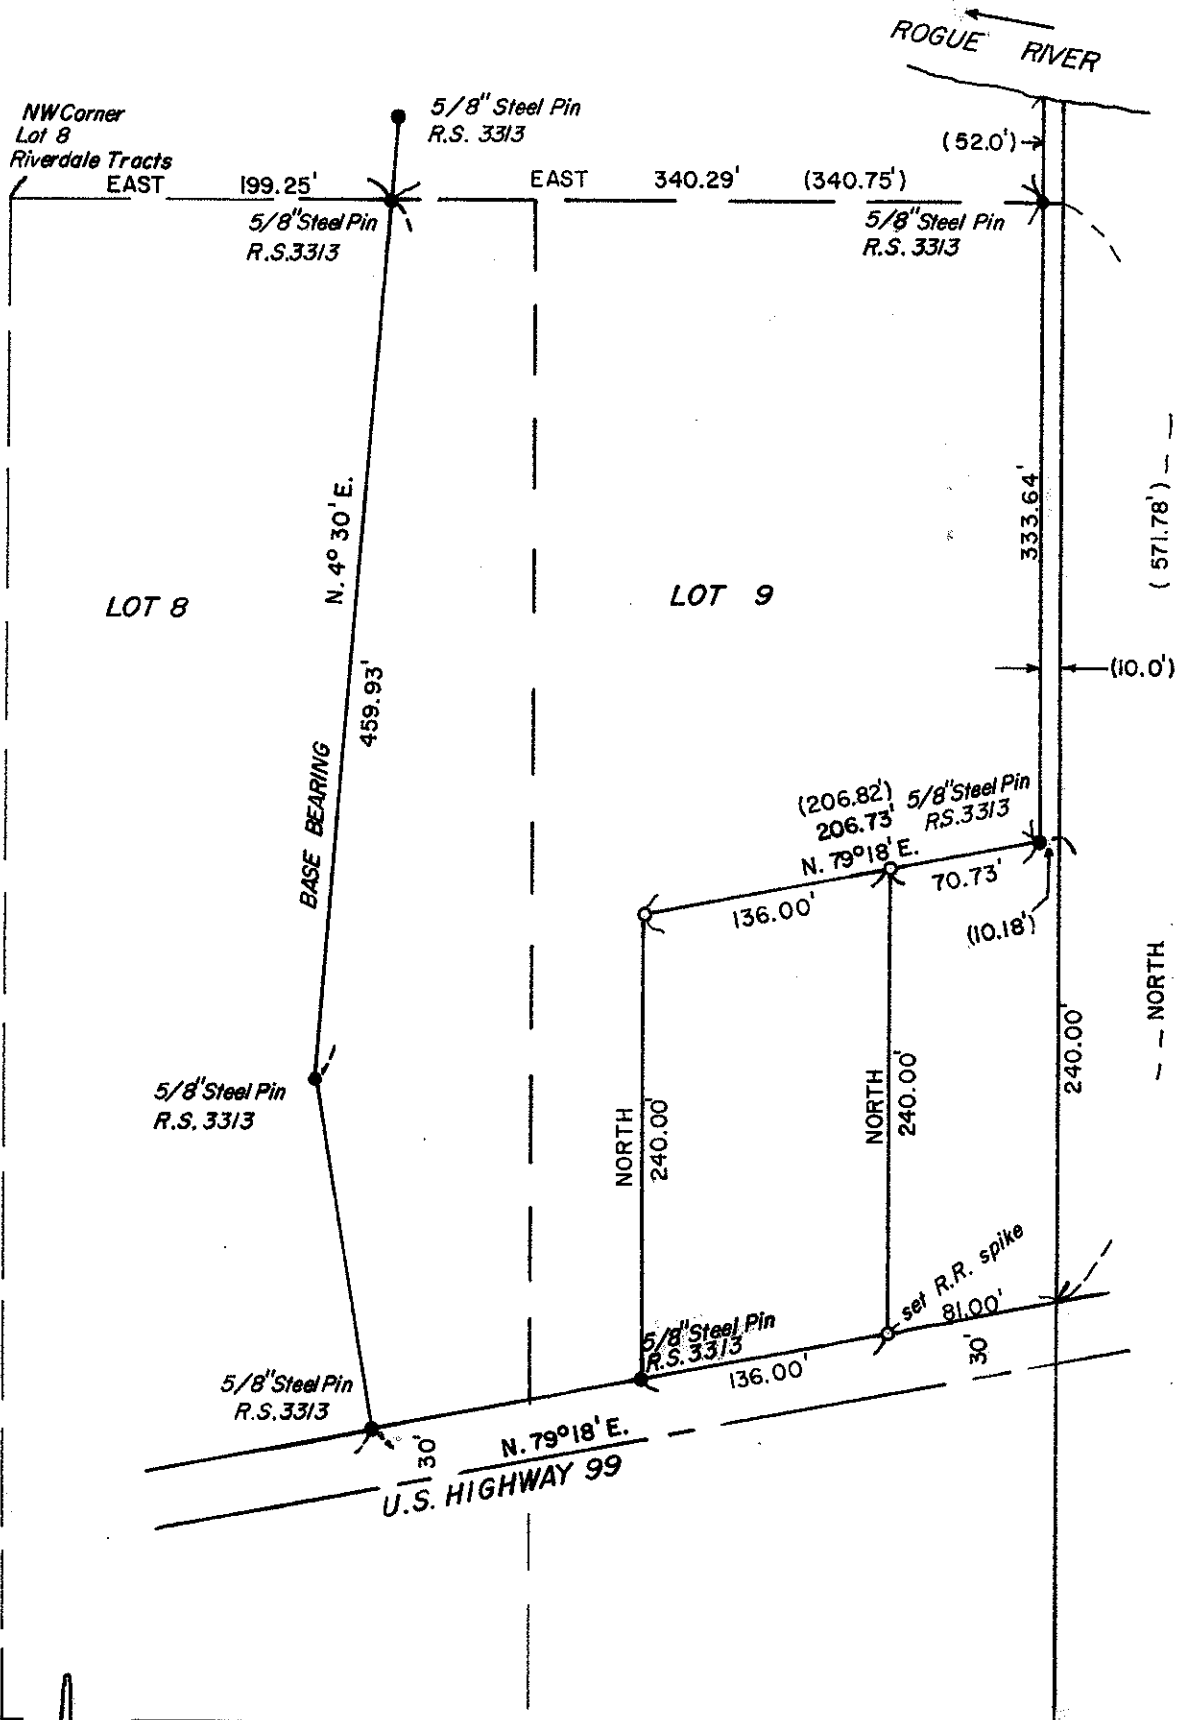 ROGUE RIVER
NW Corner
Lot 8
Riverdale Tracts
5/8" Steel Pin
R.S. 3313
(52.0')
EAST 199.25' EAST 340.29' (340.75')
5/8" Steel Pin
R.S.3313
5/8" Steel Pin
R.S. 3313
N. 4° 30' E.
459.93'
BASE BEARING
LOT 8
LOT 9
333.64'
(571.78')
(10.0')
(206.82')
206.73'
N. 79° 18' E.
5/8" Steel Pin
R.S. 3313
136.00'
70.73'
(10.18')
NORTH
5/8" Steel Pin
R.S. 3313
NORTH
240.00'
NORTH
240.00'
240.00'
set R.R. spike
81.00'
5/8" Steel Pin
R.S. 3313
136.00'
30'
5/8" Steel Pin
R.S. 3313
30'
N. 79° 18' E.
U.S. HIGHWAY 99